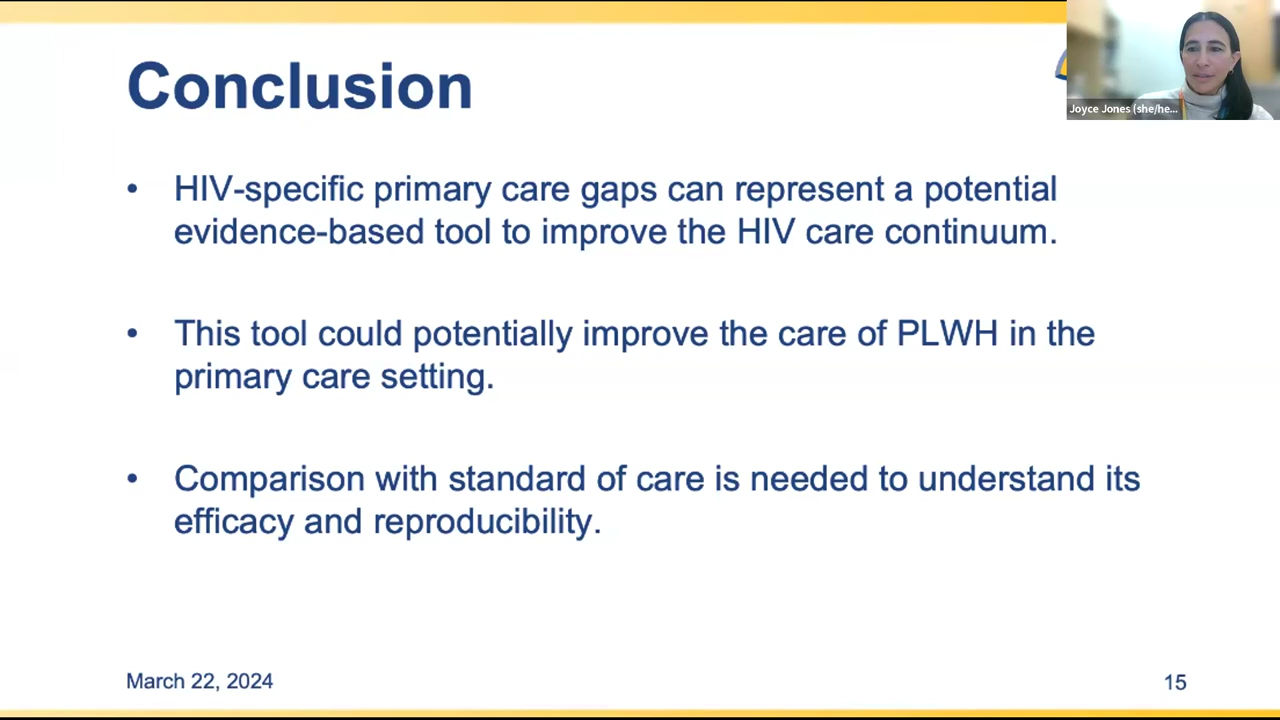 Conclusion
Joyce Jones (she/he...
• HIV-specific primary care gaps can represent a potential
evidence-based tool to improve the HIV care continuum.
• This tool could potentially improve the care of PLWH in the
primary care setting.
• Comparison with standard of care is needed to understand its
efficacy and reproducibility.
March 22, 2024
15